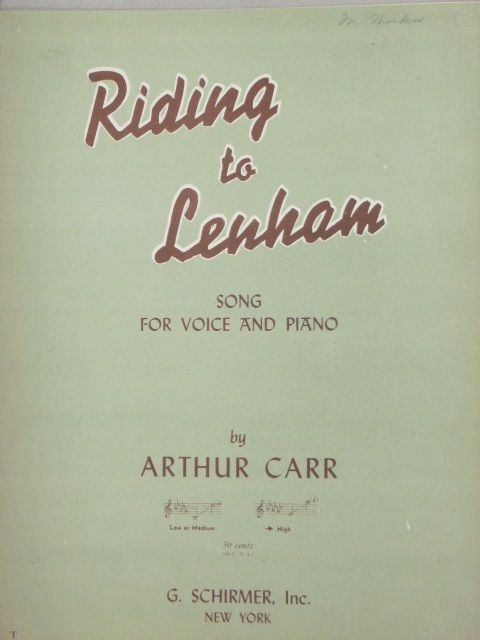 Riding
to
Lenham
SONG
FOR VOICE AND PIANO
by
ARTHUR CARR
Low or Medium
High
50 cents
G. SCHIRMER, Inc.
NEW YORK
T